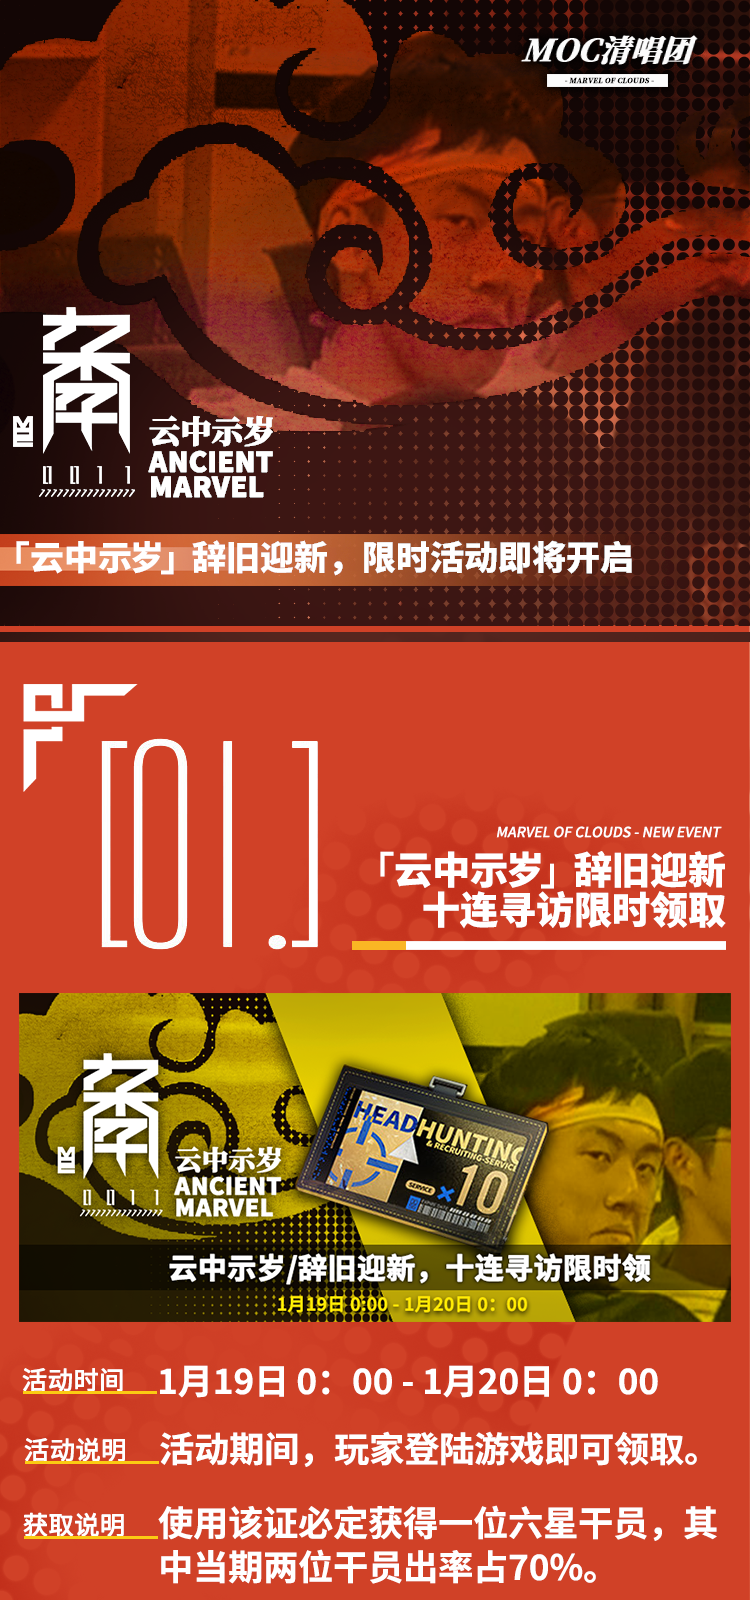 MOC清唱团
- MARVEL OF CLOUDS -
0011
云中示岁
ANCIENT
MARVEL
「云中示岁」辞旧迎新，限时活动即将开启
[01.]
MARVEL OF CLOUDS - NEW EVENT
「云中示岁」辞旧迎新
十连寻访限时领取
HEADHUNTING
& RECRUITING-SERVICE
SERVICE
10
0011
云中示岁
ANCIENT
MARVEL
云中示岁/辞旧迎新，十连寻访限时领
1月19日 0:00 - 1月20日 0：00
活动时间 1月19日 0：00 - 1月20日 0：00
活动说明 活动期间，玩家登陆游戏即可领取。
获取说明 使用该证必定获得一位六星干员，其
中当期两位干员出率占70%。